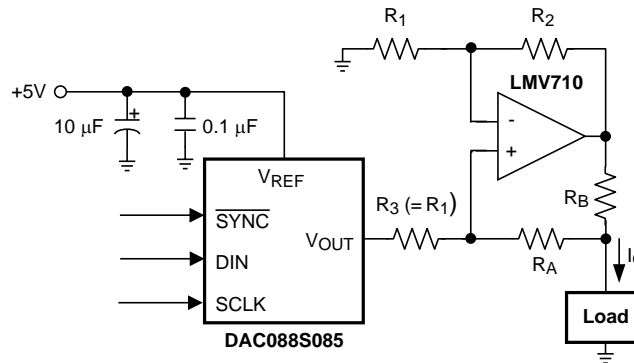 R1
R2
LMV710
+5V
+
10 µF
0.1 µF
-
+
VREF
SYNC
VOUT
DIN
SCLK
R3 (= R1)
RA
RB
Load
DAC088S085